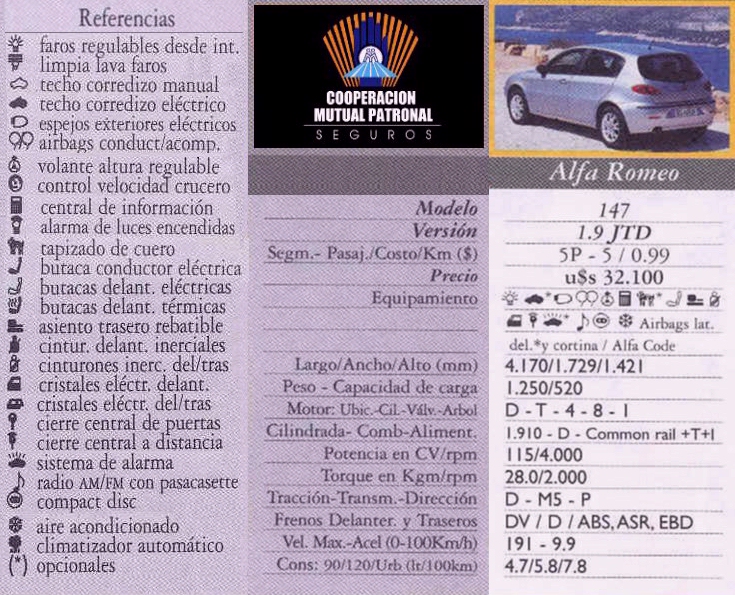 Referencias
faros regulables desde int.
limpia lava faros
techo corredizo manual
techo corredizo eléctrico
espejos exteriores eléctricos
airbags conduct/acomp.
volante altura regulable
control velocidad crucero
central de información
alarma de luces encendidas
tapizado de cuero
butaca conductor eléctrica
butacas delant. eléctricas
butacas delant. térmicas
asiento trasero rebatible
cintur. delant. inerciales
cinturones inerc. del/tras
cristales eléctr. delant.
cristales eléctr. del/tras
cierre central de puertas
cierre central a distancia
sistema de alarma
radio AM/FM con pasacasette
compact disc
aire acondicionado
climatizador automático
(*) opcionales
COOPERACION
MUTUAL PATRONAL
SEGUROS
Modelo
Versión
Segm.- Pasaj./Costo/Km ($)
Precio
Equipamiento
Largo/Ancho/Alto (mm)
Peso - Capacidad de carga
Motor: Ubic.-Cil.-Válv.-Arbol
Cilindrada- Comb-Aliment.
Potencia en CV/rpm
Torque en Kgm/rpm
Tracción-Transm.-Dirección
Frenos Delanter. y Traseros
Vel. Max.-Acel (0-100Km/h)
Cons: 90/120/Urb (lt/100km)
Alfa Romeo
147
1.9 JTD
5P - 5 / 0.99
u$s 32.100
* *
* Airbags lat.
del.*y cortina / Alfa Code
4.170/1.729/1.421
1.250/520
D - T - 4 - 8 - 1
1.910 - D - Common rail +T+I
115/4.000
28.0/2.000
D - M5 - P
DV / D / ABS, ASR, EBD
191 - 9.9
4.7/5.8/7.8